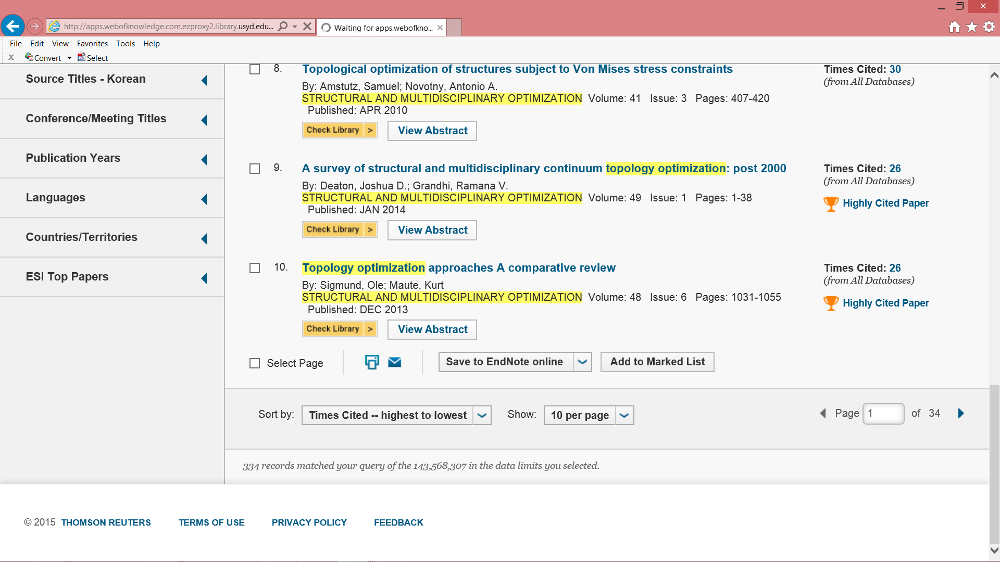 http://apps.webofknowledge.com.ezproxy2.library.usyd.edu...
Waiting for apps.webofkno...
File Edit View Favorites Tools Help
x Convert Select
Source Titles - Korean
Conference/Meeting Titles
Publication Years
Languages
Countries/Territories
ESI Top Papers
8. Topological optimization of structures subject to Von Mises stress constraints
By: Amstutz, Samuel; Novotny, Antonio A.
STRUCTURAL AND MULTIDISCIPLINARY OPTIMIZATION Volume: 41 Issue: 3 Pages: 407-420
Published: APR 2010
Check Library > View Abstract
Times Cited: 30
(from All Databases)
9. A survey of structural and multidisciplinary continuum topology optimization: post 2000
By: Deaton, Joshua D.; Grandhi, Ramana V.
STRUCTURAL AND MULTIDISCIPLINARY OPTIMIZATION Volume: 49 Issue: 1 Pages: 1-38
Published: JAN 2014
Check Library > View Abstract
Times Cited: 26
(from All Databases)
Highly Cited Paper
10. Topology optimization approaches A comparative review
By: Sigmund, Ole; Maute, Kurt
STRUCTURAL AND MULTIDISCIPLINARY OPTIMIZATION Volume: 48 Issue: 6 Pages: 1031-1055
Published: DEC 2013
Check Library > View Abstract
Times Cited: 26
(from All Databases)
Highly Cited Paper
Select Page Save to EndNote online Add to Marked List
Sort by: Times Cited -- highest to lowest Show: 10 per page Page 1 of 34
334 records matched your query of the 143,568,307 in the data limits you selected.
© 2015 THOMSON REUTERS TERMS OF USE PRIVACY POLICY FEEDBACK